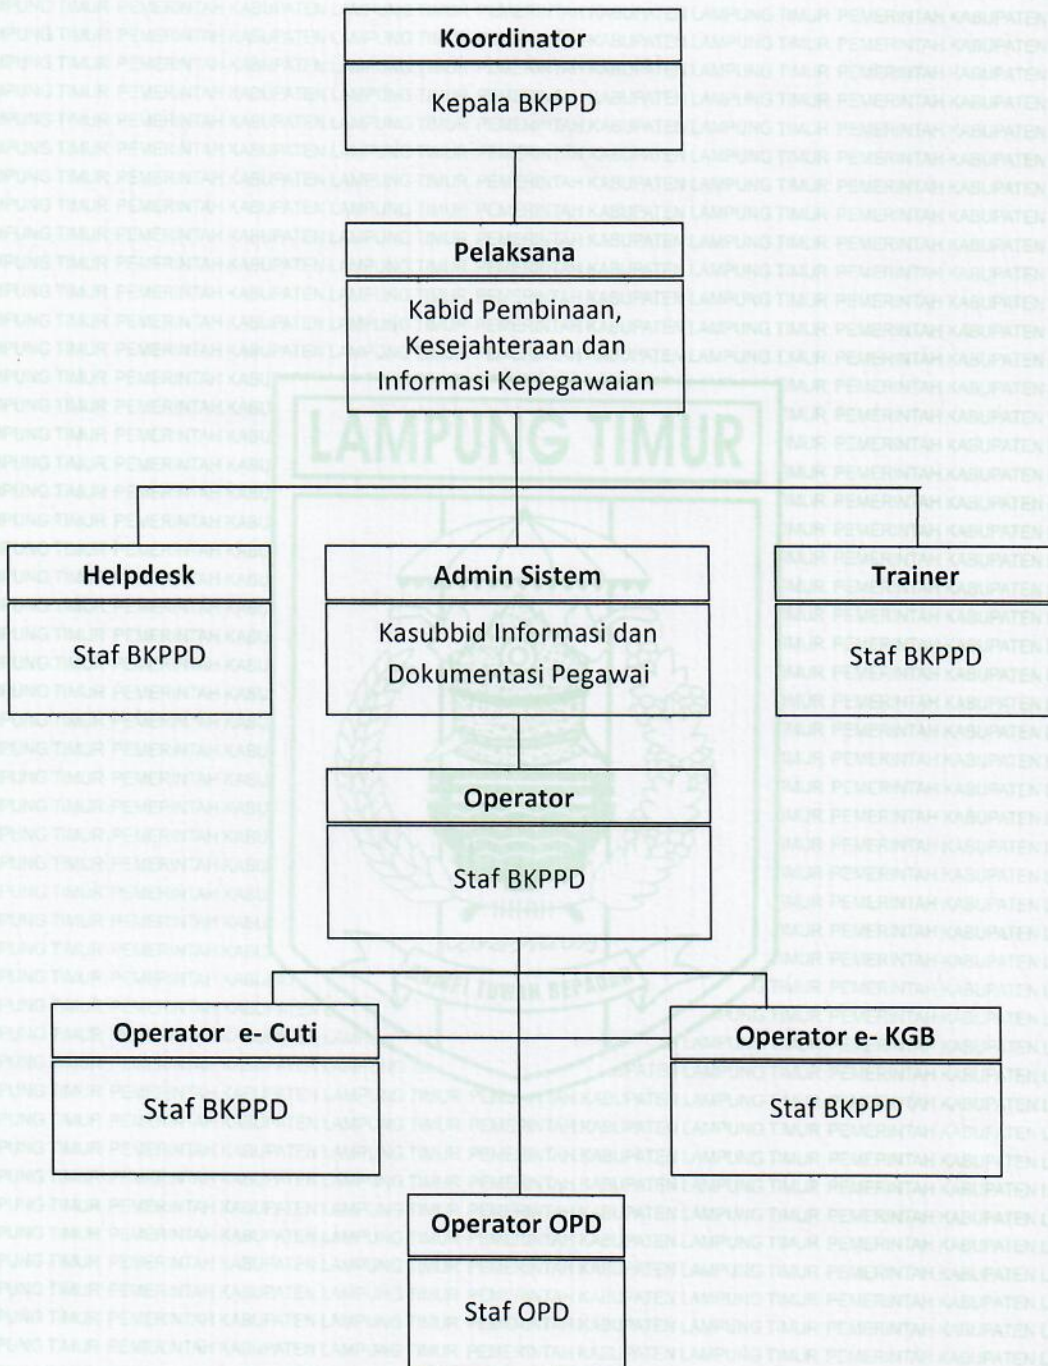 Koordinator
Kepala BKPPD
Pelaksana
Kabid Pembinaan,
Kesejahteraan dan
Informasi Kepegawaian
LAMPUNG TIMUR
Helpdesk
Staf BKPPD
Admin Sistem
Kasubbid Informasi dan
Dokumentasi Pegawai
Trainer
Staf BKPPD
Operator
Staf BKPPD
Operator e- Cuti
Staf BKPPD
Operator e- KGB
Staf BKPPD
Operator OPD
Staf OPD